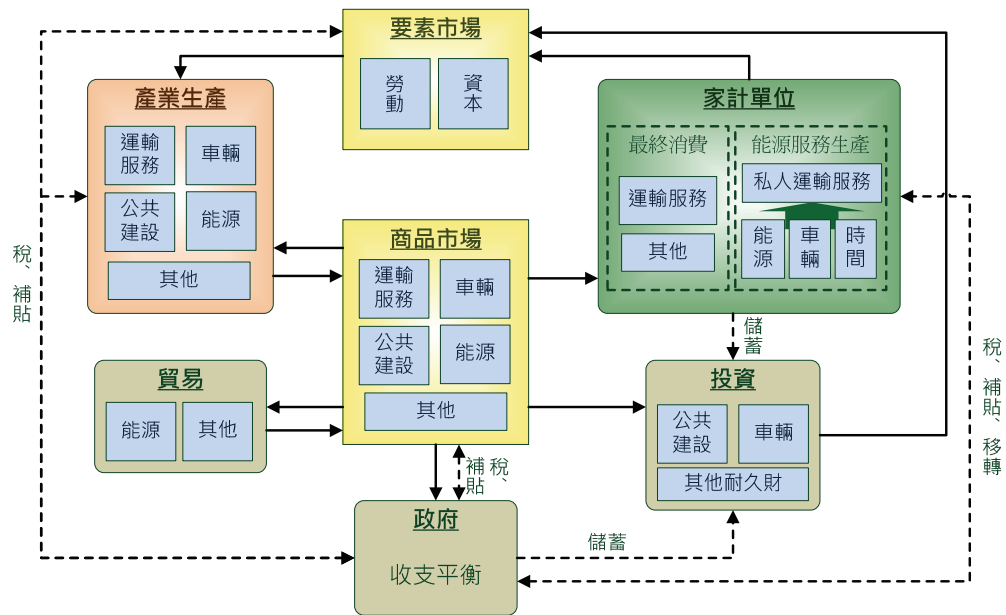 要素市場
勞動
資本
產業生產
運輸
服務
車輛
公共
建設
能源
其他
家計單位
最終消費
運輸服務
其他
能源服務生產
私人運輸服務
能源
車輛
時間
商品市場
運輸
服務
車輛
公共
建設
能源
其他
稅、補貼
儲蓄
貿易
能源
其他
投資
公共
建設
車輛
其他耐久財
稅、補貼、移轉
稅、
補貼
政府
收支平衡
儲蓄